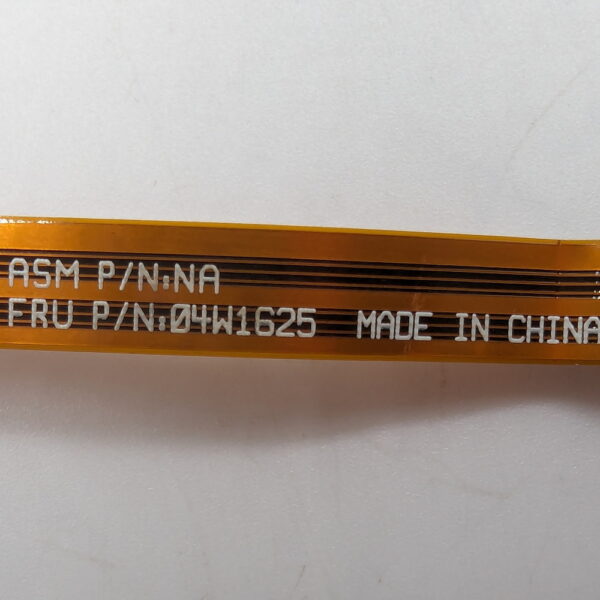 ASM P/N:NA
FRU P/N:04W1625 MADE IN CHINA